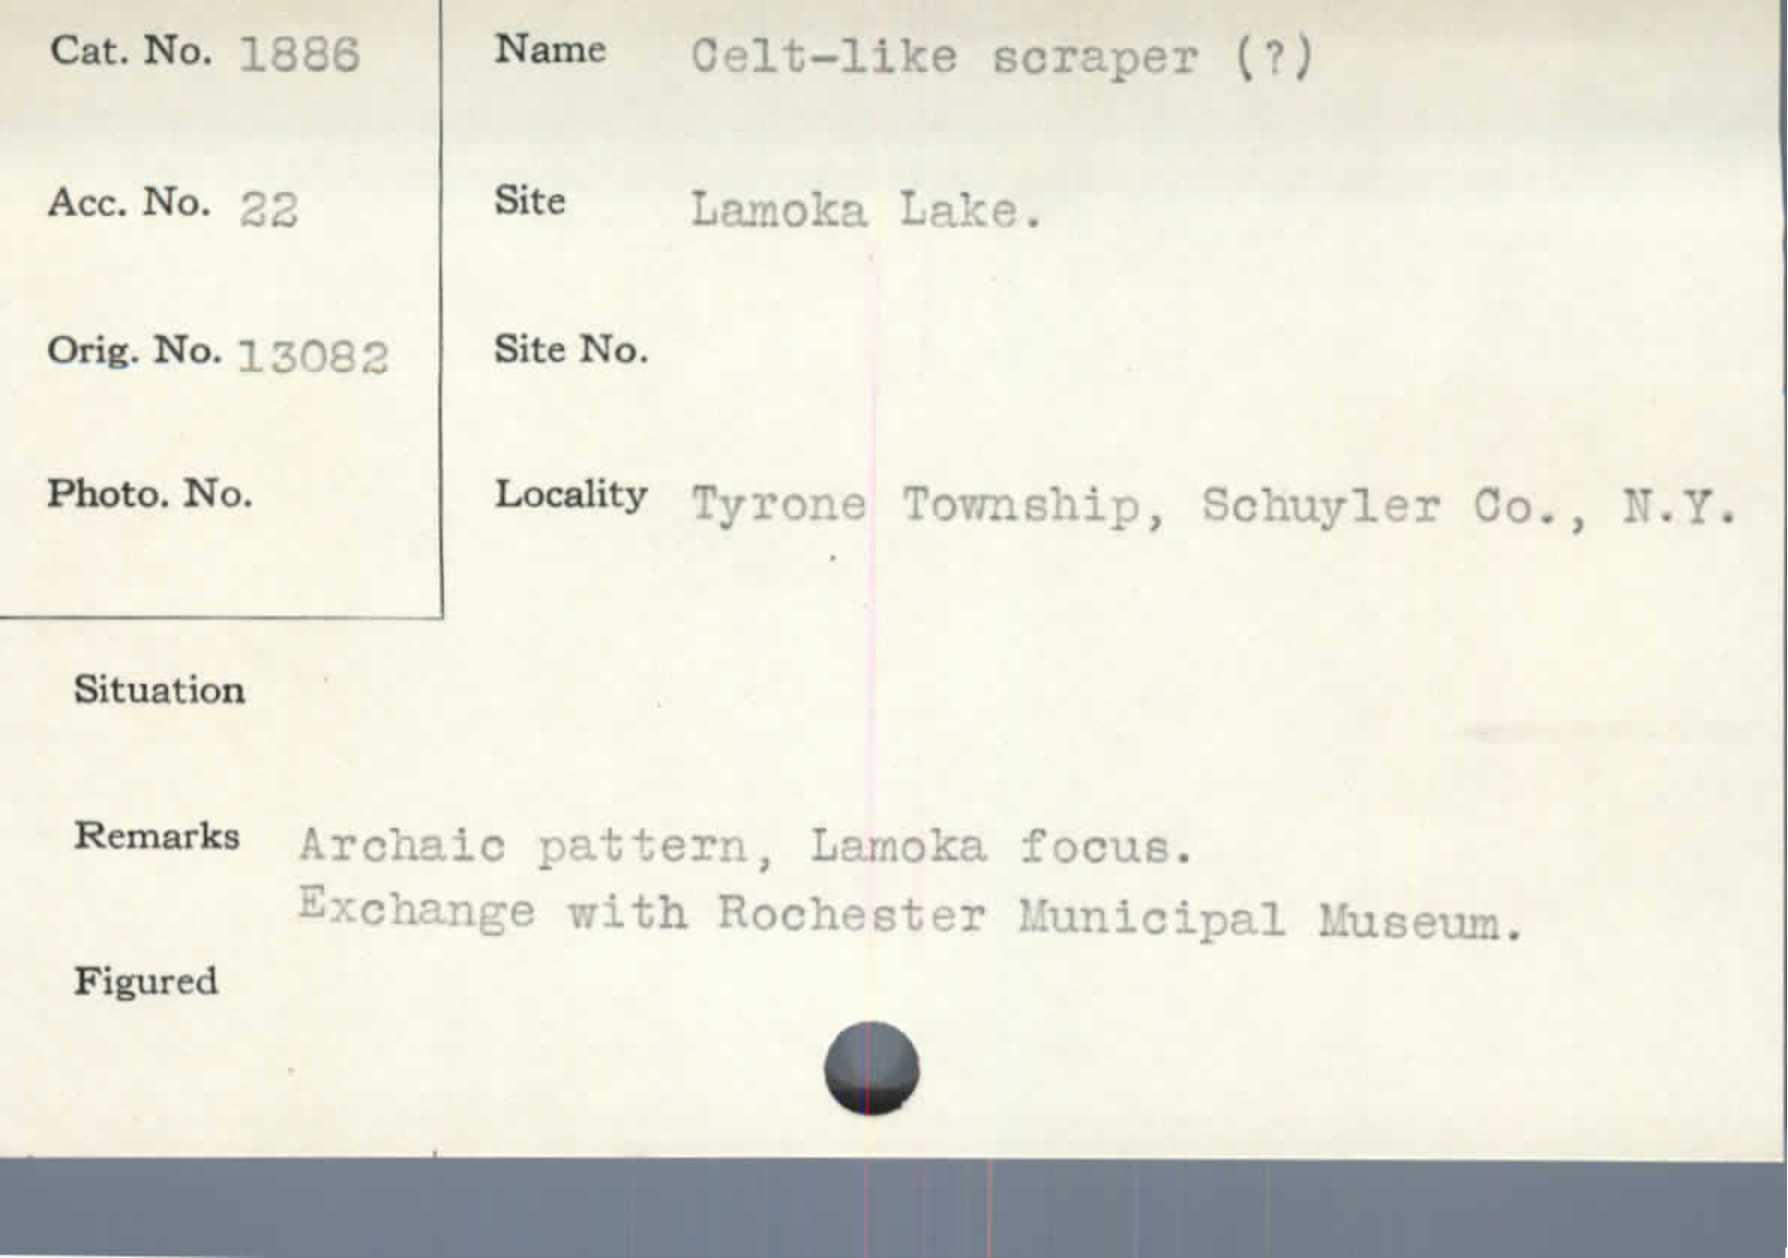 Cat. No. 1886 Name Celt-like scraper (?)
Acc. No. 22 Site Lamoka Lake.
Orig. No. 13082 Site No.
Photo. No. Locality Tyrone Township, Schuyler Co., N.Y.
Situation
Remarks Archaic pattern, Lamoka focus.
Exchange with Rochester Municipal Museum.
Figured